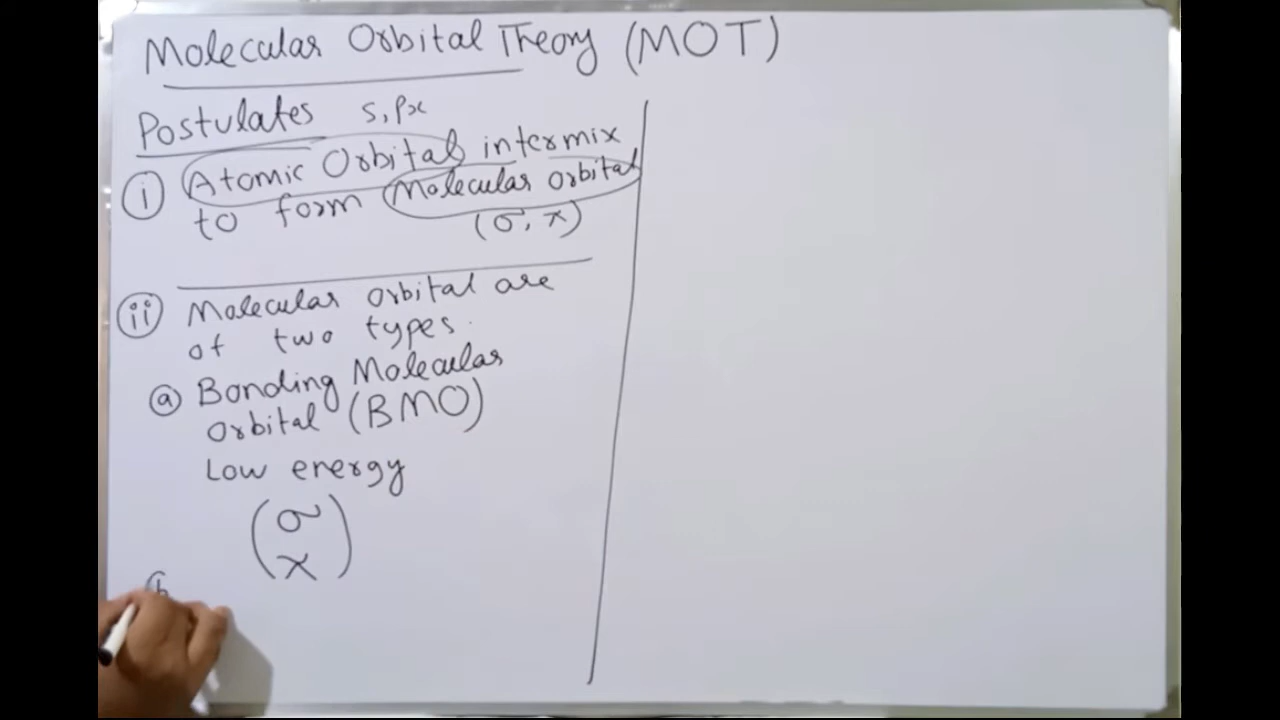 Molecular Orbital Theory (MOT)
Postulates s, px
(i) Atomic Orbital intermix
to form Molecular Orbital
(σ, π)
(ii) Molecular Orbital are
of two types.
(a) Bonding Molecular
Orbital (BMO)
Low energy
(σ
π)
(b